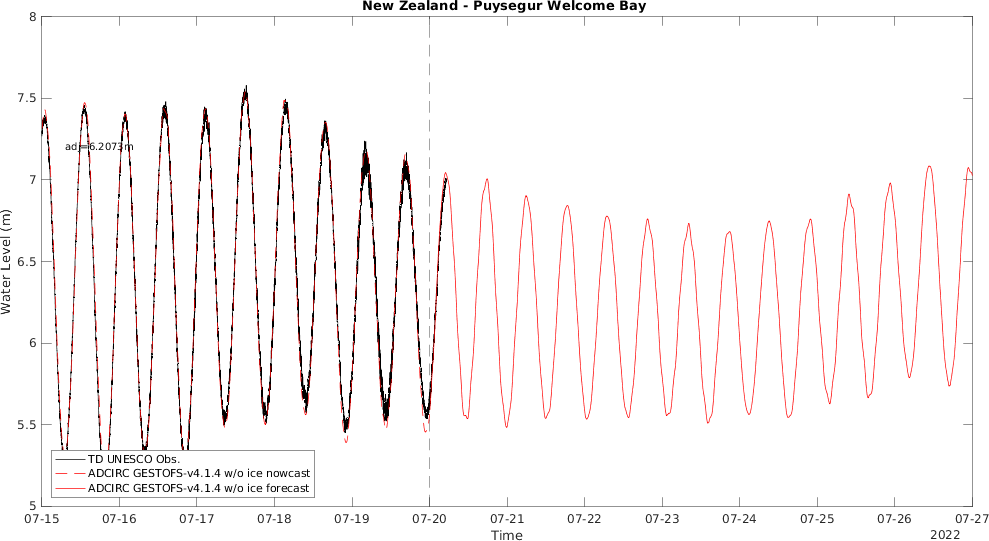 New Zealand - Puysegur Welcome Bay
8
7.5
7
6.5
6
5.5
5
Water Level (m)
adj=6.2073m
TD UNESCO Obs.
ADCIRC GESTOFS-v4.1.4 w/o ice nowcast
ADCIRC GESTOFS-v4.1.4 w/o ice forecast
07-15 07-16 07-17 07-18 07-19 07-20 07-21 07-22 07-23 07-24 07-25 07-26 07-27
Time
2022